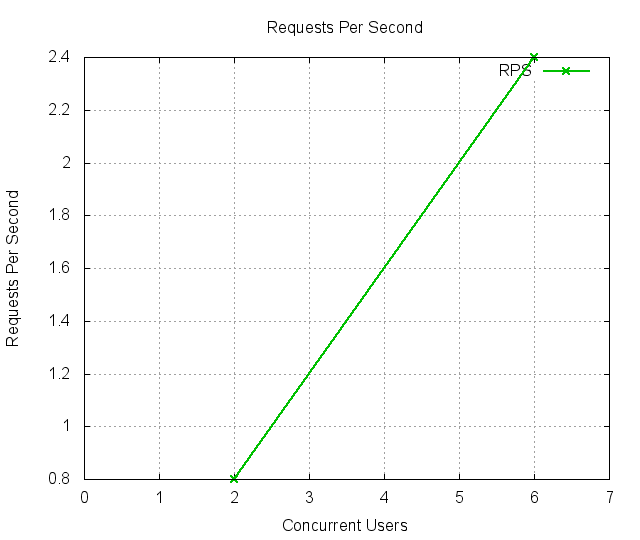 Requests Per Second
RPS
2.4
2.2
2
1.8
1.6
1.4
1.2
1
0.8
Requests Per Second
0 1 2 3 4 5 6 7
Concurrent Users